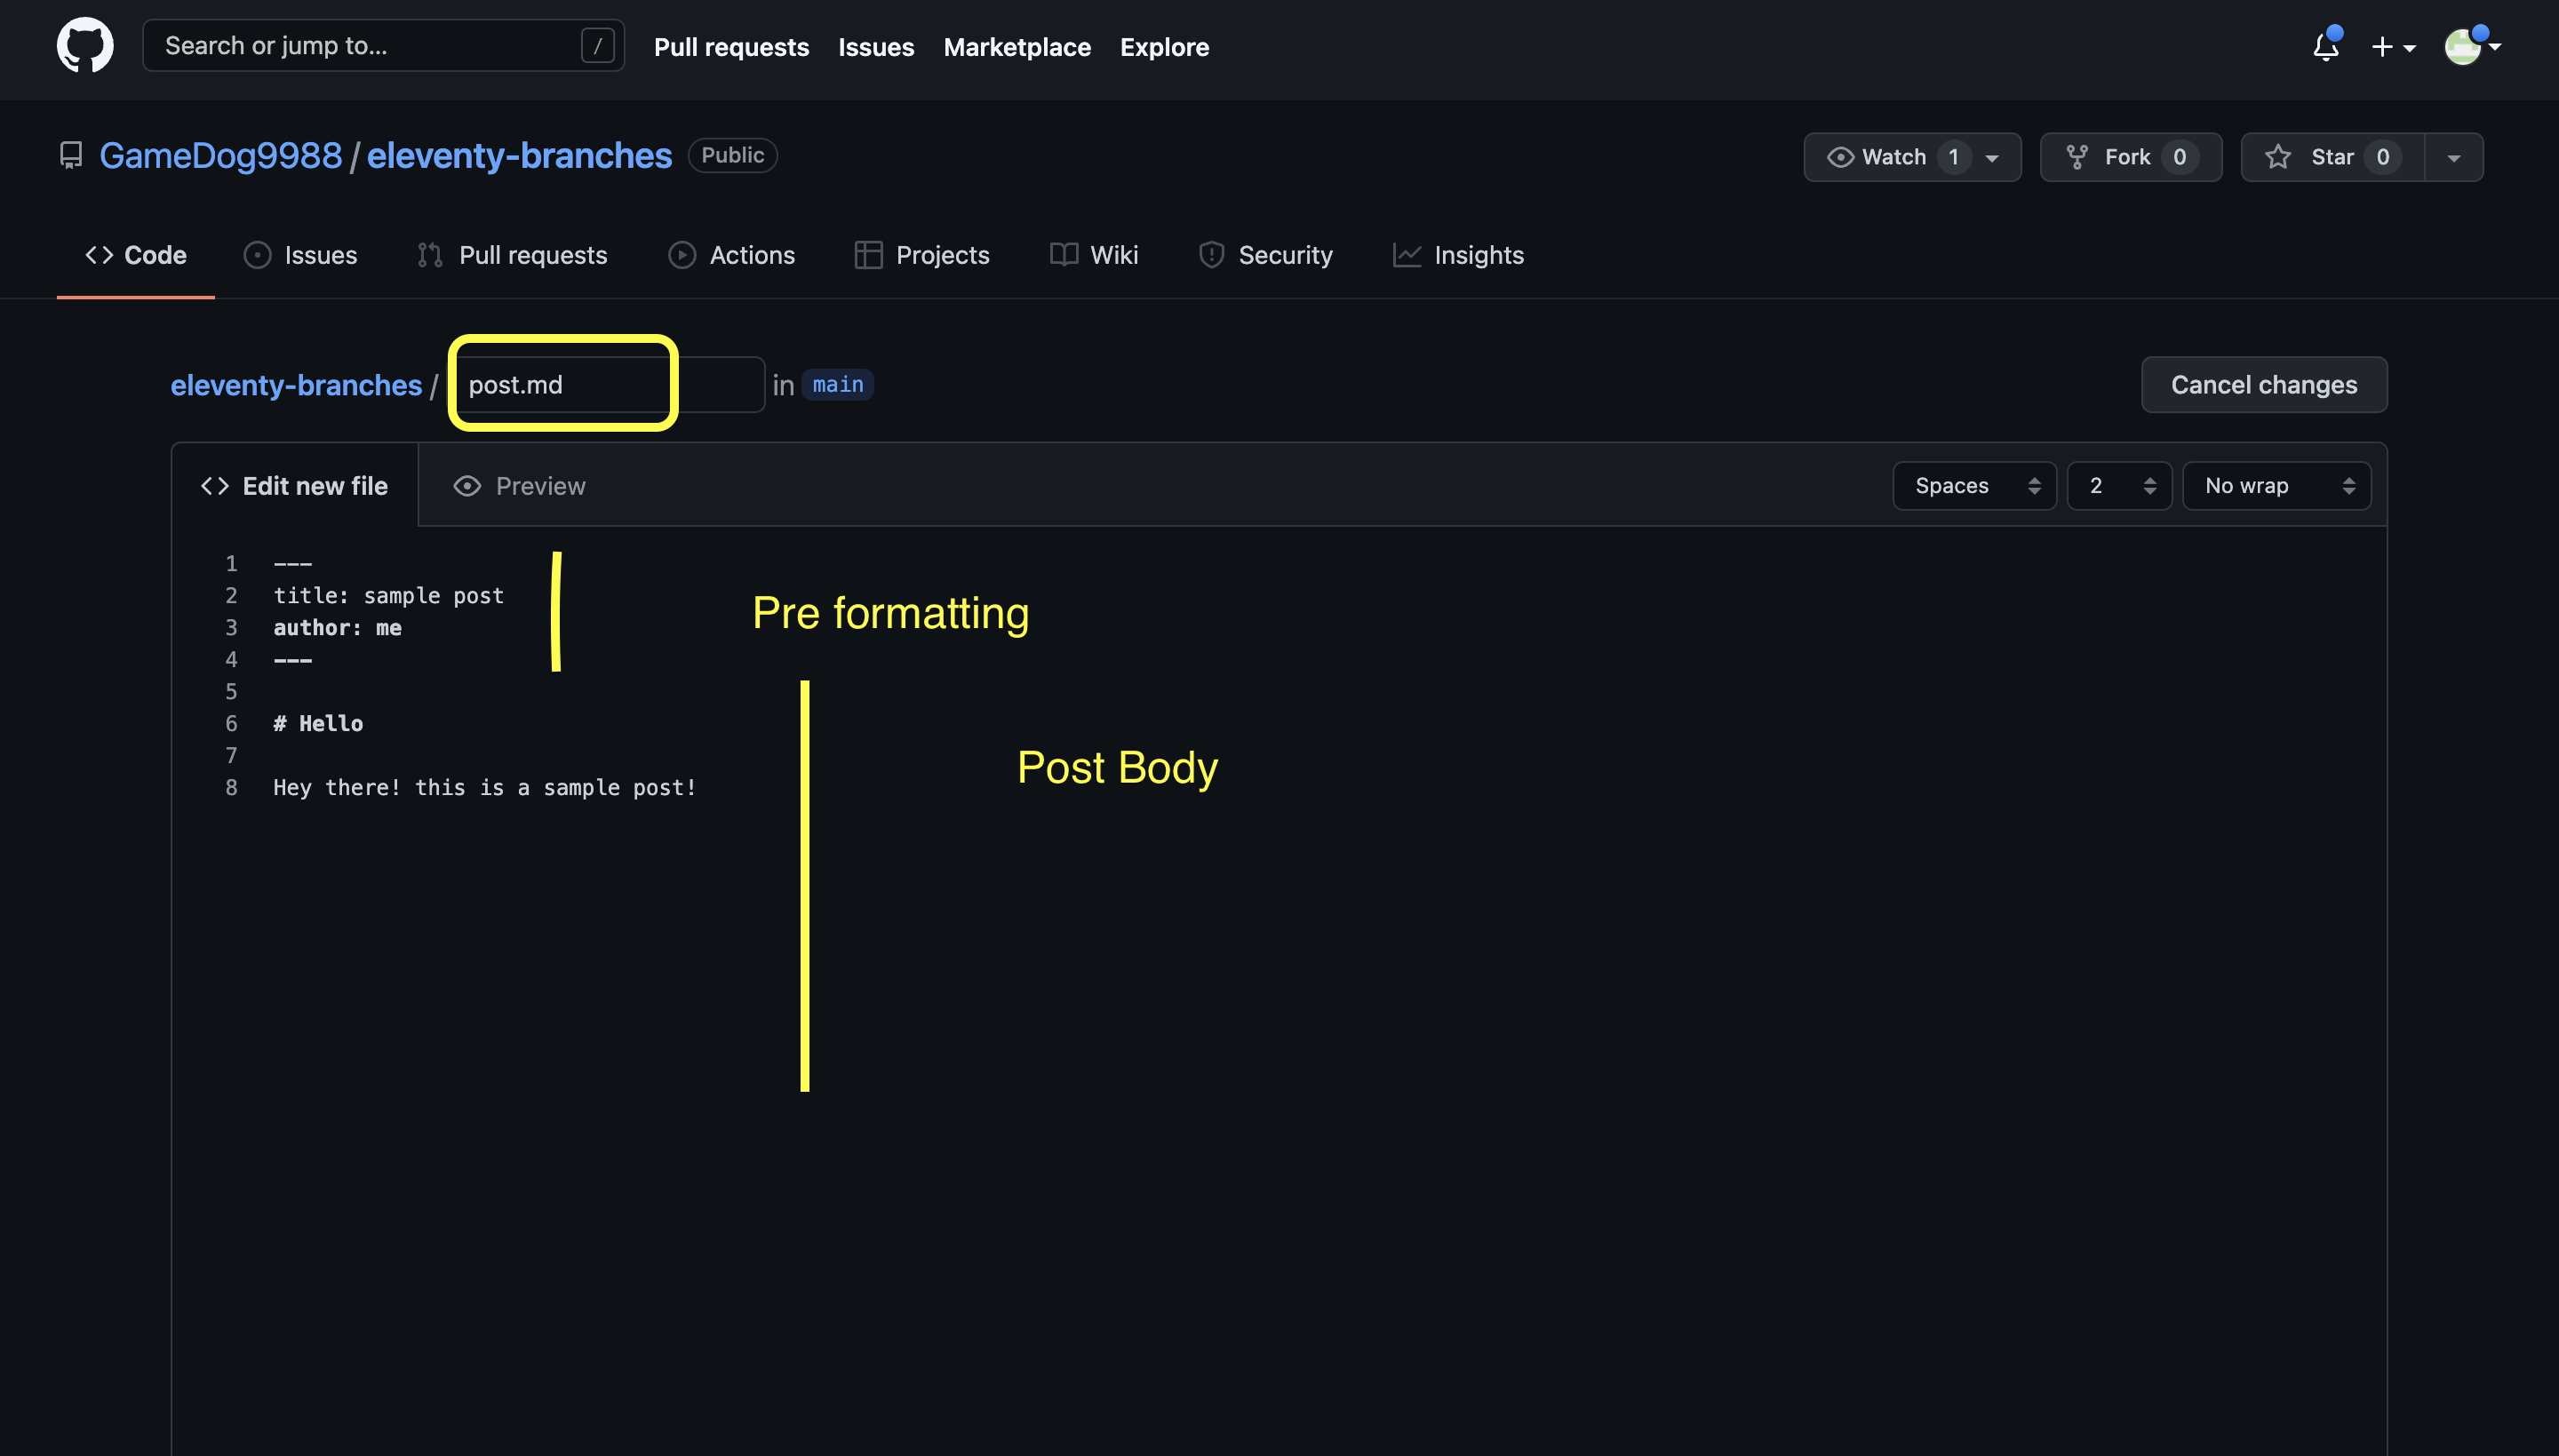 Search or jump to... /
Pull requests Issues Marketplace Explore
GameDog9988 / eleventy-branches Public
Watch 1 Fork 0 Star 0
Code Issues Pull requests Actions Projects Wiki Security Insights
eleventy-branches / post.md in main Cancel changes
Edit new file Preview Spaces 2 No wrap
1 ---
2 title: sample post
3 author: me
4 ---
Pre formatting
5
6 # Hello
7
8 Hey there! this is a sample post!
Post Body